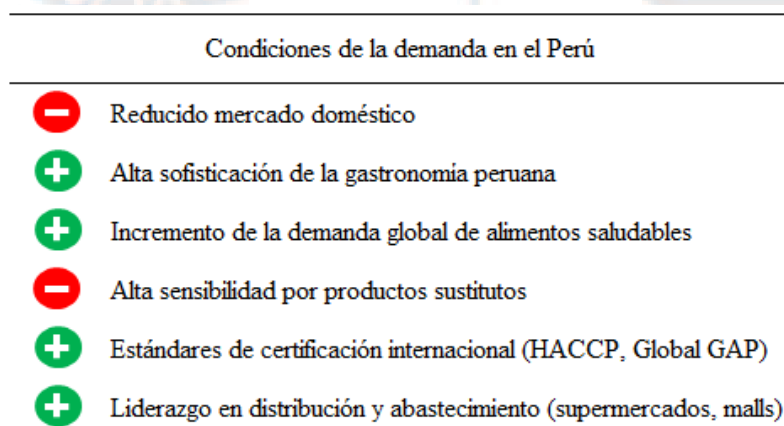 Condiciones de la demanda en el Perú
Reducido mercado doméstico
Alta sofisticación de la gastronomía peruana
Incremento de la demanda global de alimentos saludables
Alta sensibilidad por productos sustitutos
Estándares de certificación internacional (HACCP, Global GAP)
Liderazgo en distribución y abastecimiento (supermercados, malls)